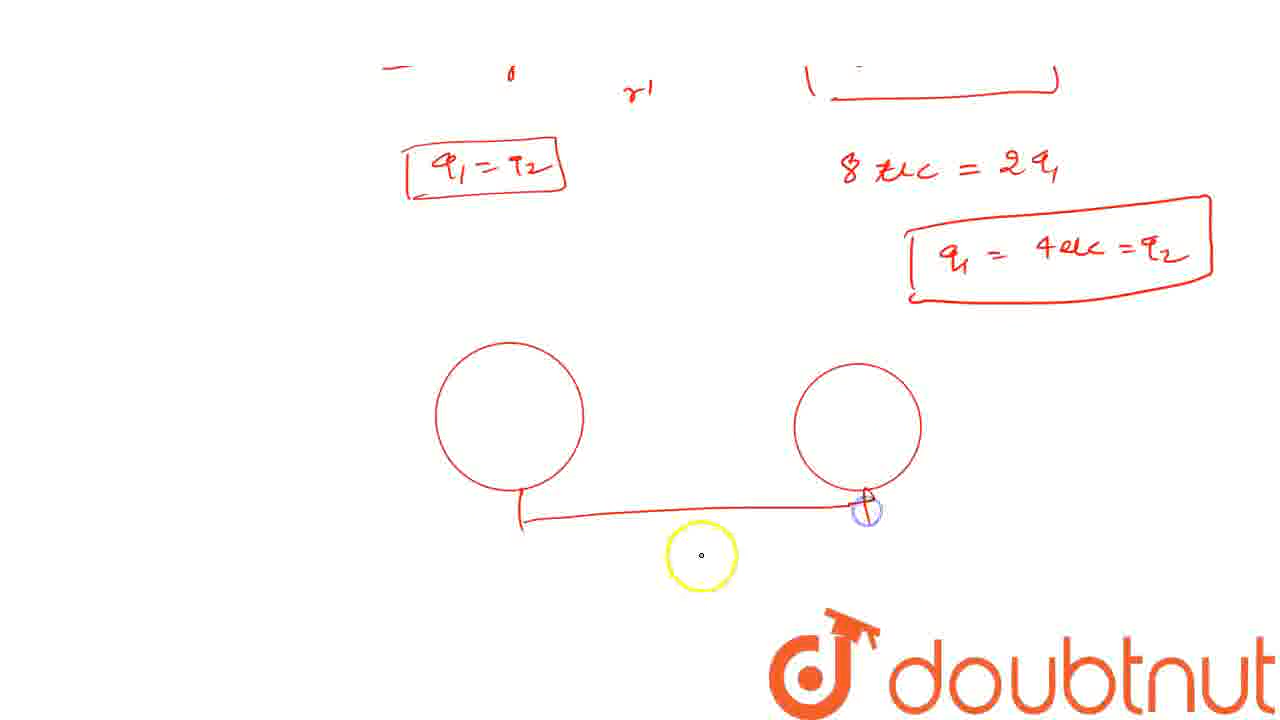 r'
q₁ = q₂
8 μc = 2q₁
q₁ = 4μc = q₂
doubtnut